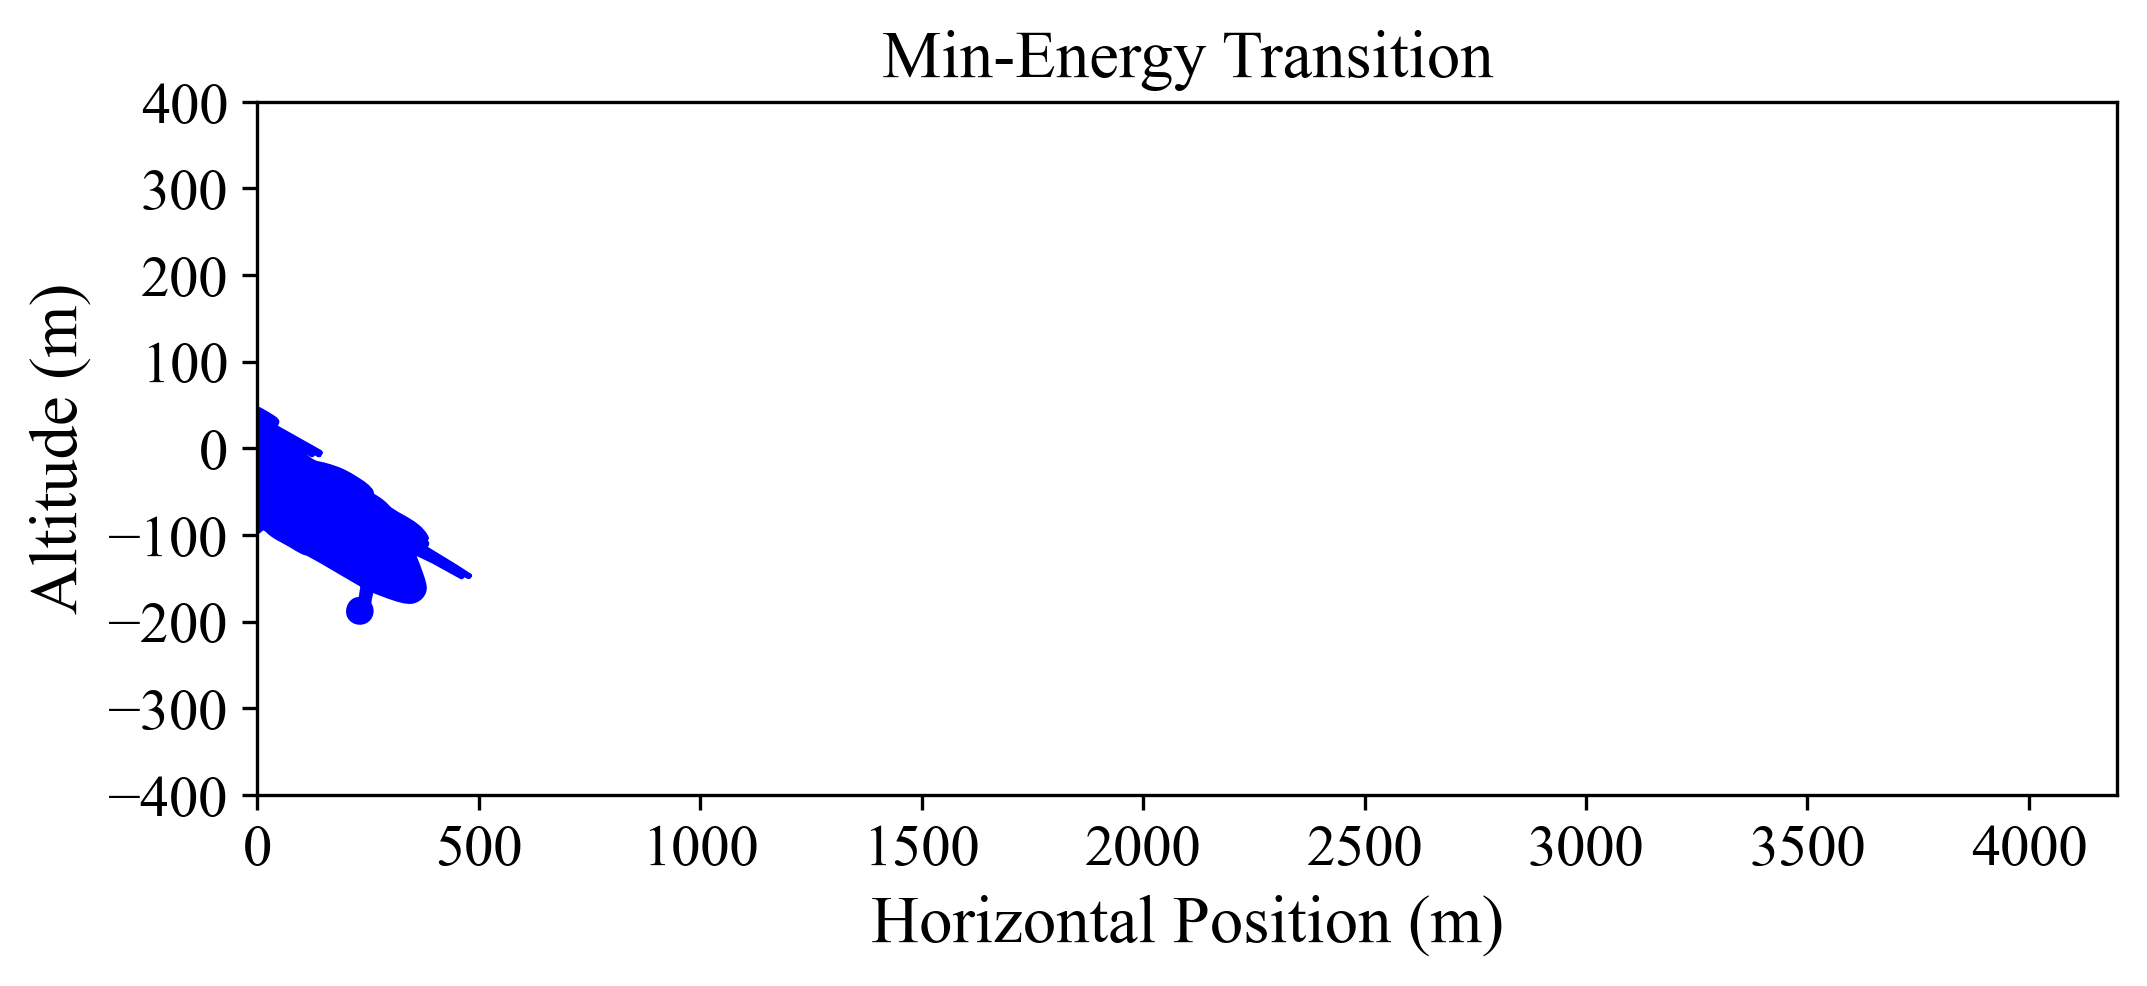 Min-Energy Transition
400
300
200
100
0
−100
−200
−300
−400
Altitude (m)
0 500 1000 1500 2000 2500 3000 3500 4000
Horizontal Position (m)